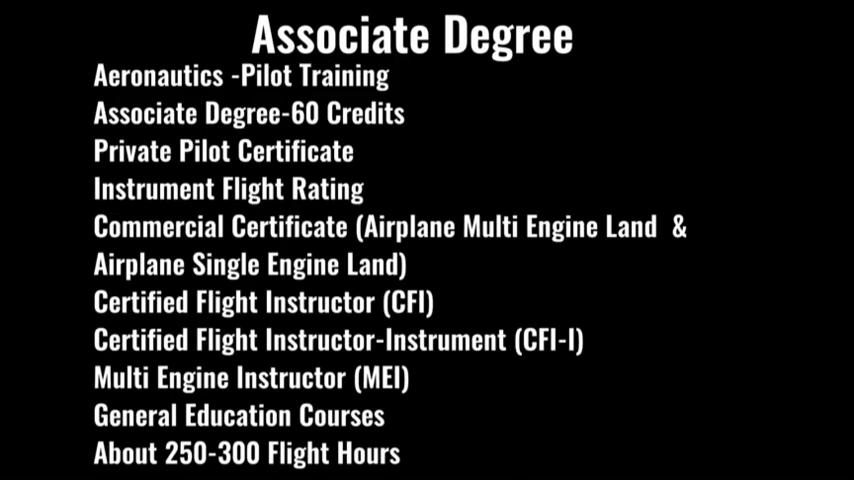 Associate Degree
Aeronautics -Pilot Training
Associate Degree-60 Credits
Private Pilot Certificate
Instrument Flight Rating
Commercial Certificate (Airplane Multi Engine Land  &
Airplane Single Engine Land)
Certified Flight Instructor (CFI)
Certified Flight Instructor-Instrument (CFI-I)
Multi Engine Instructor (MEI)
General Education Courses
About 250-300 Flight Hours